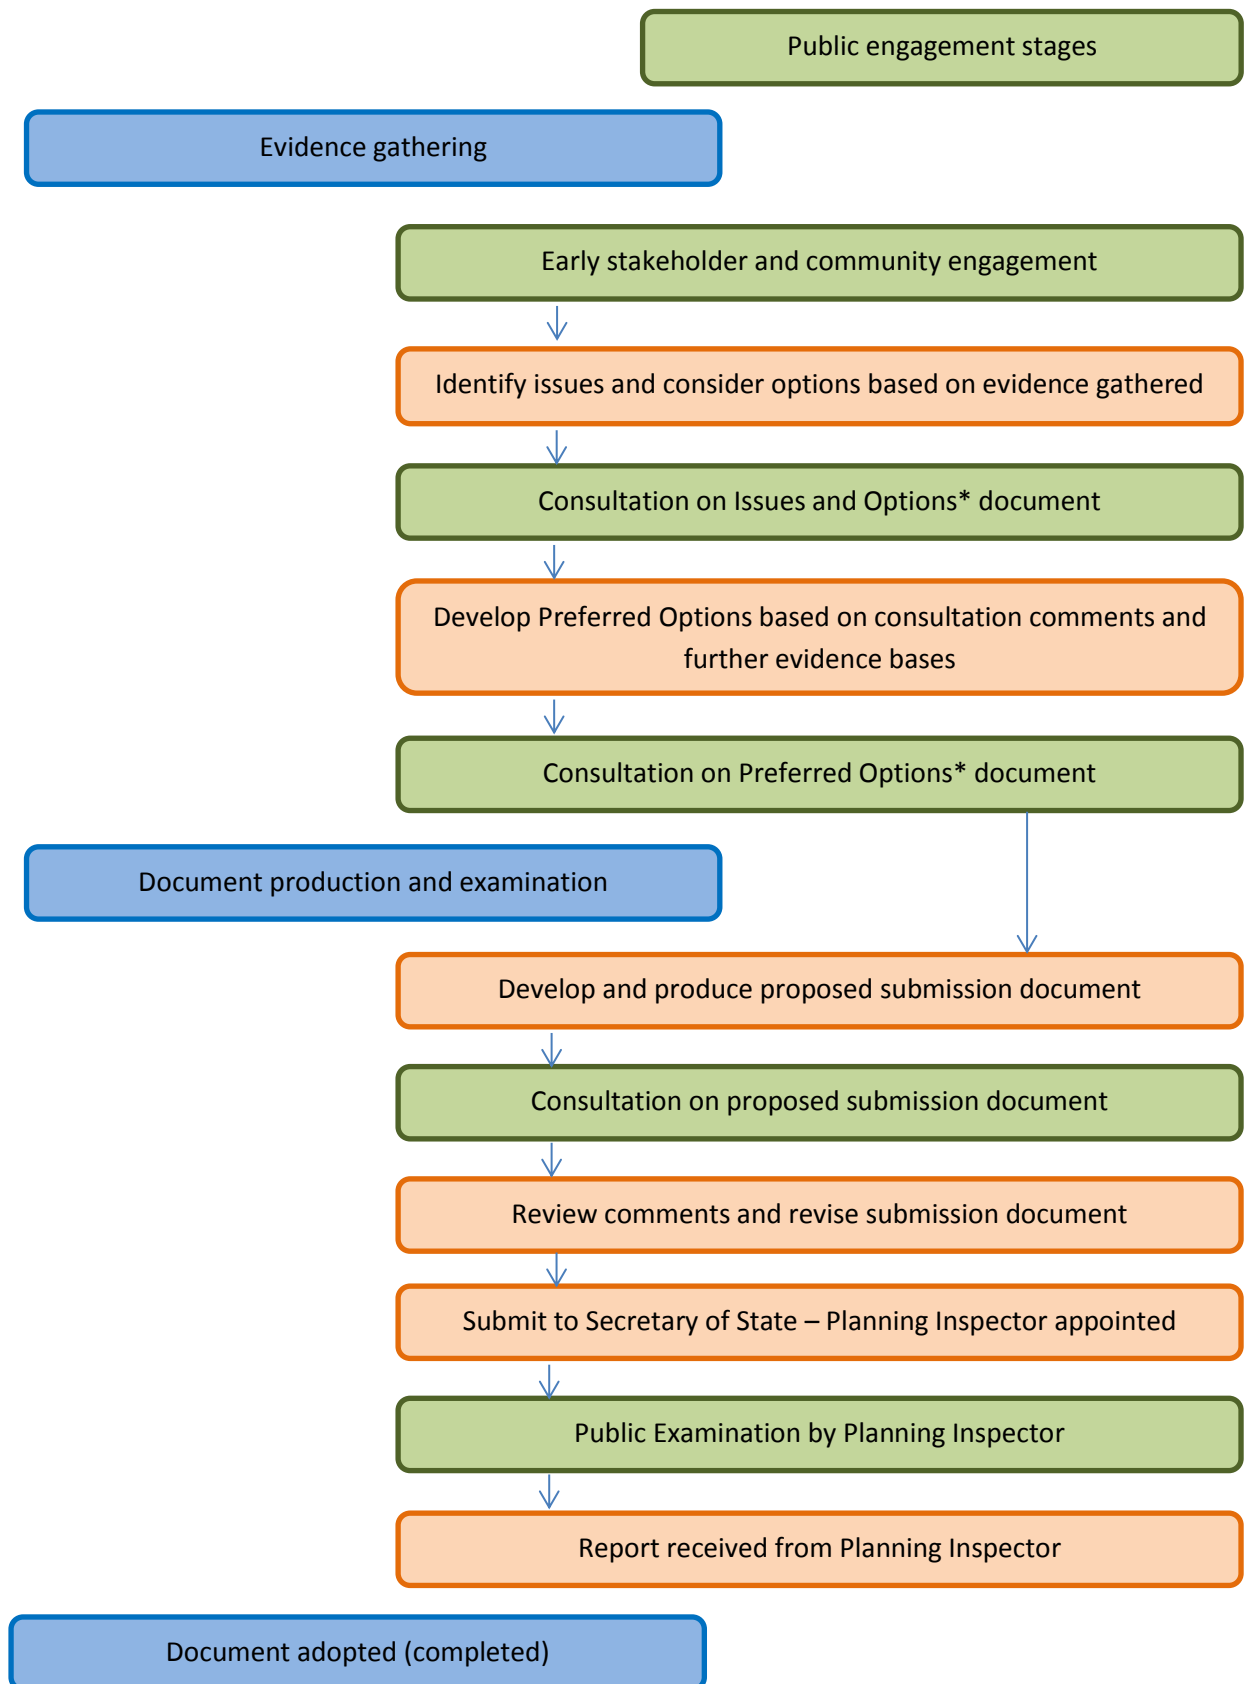 Public engagement stages
Evidence gathering
Early stakeholder and community engagement
Identify issues and consider options based on evidence gathered
Consultation on Issues and Options* document
Develop Preferred Options based on consultation comments and
further evidence bases
Consultation on Preferred Options* document
Document production and examination
Develop and produce proposed submission document
Consultation on proposed submission document
Review comments and revise submission document
Submit to Secretary of State – Planning Inspector appointed
Public Examination by Planning Inspector
Report received from Planning Inspector
Document adopted (completed)